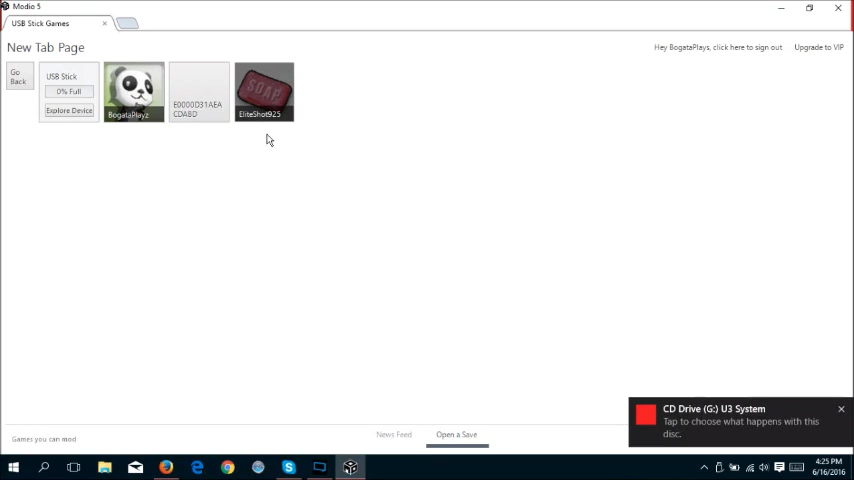 Modio 5
USB Stick Games
New Tab Page
Hey BogataPlays, click here to sign out
Upgrade to VIP
Go
Back
USB Stick
0% Full
Explore Device
BogataPlayz
E0000D31AEA
CDABD
SOAP
EliteShot925
CD Drive (G:) U3 System
Tap to choose what happens with this
disc.
Games you can mod
News Feed
Open a Save
4:25 PM
6/16/2016